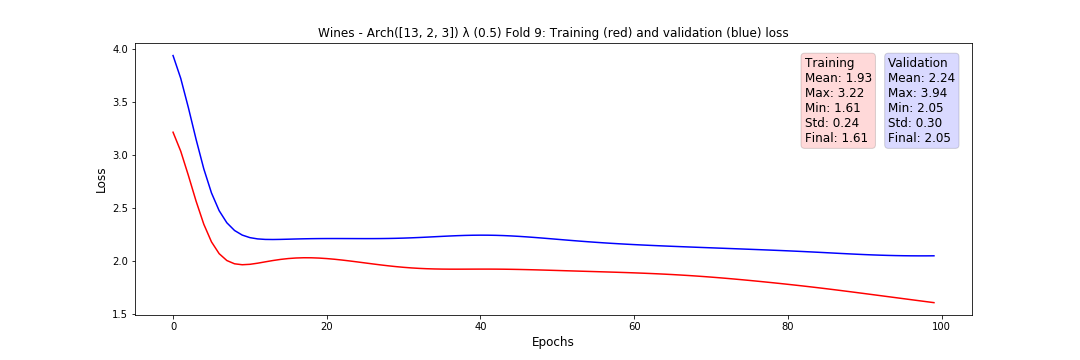 Wines - Arch([13, 2, 3]) λ (0.5) Fold 9: Training (red) and validation (blue) loss
Training
Mean: 1.93
Max: 3.22
Min: 1.61
Std: 0.24
Final: 1.61
Validation
Mean: 2.24
Max: 3.94
Min: 2.05
Std: 0.30
Final: 2.05
Loss
4.0
3.5
3.0
2.5
2.0
1.5
0
20
40
60
80
100
Epochs